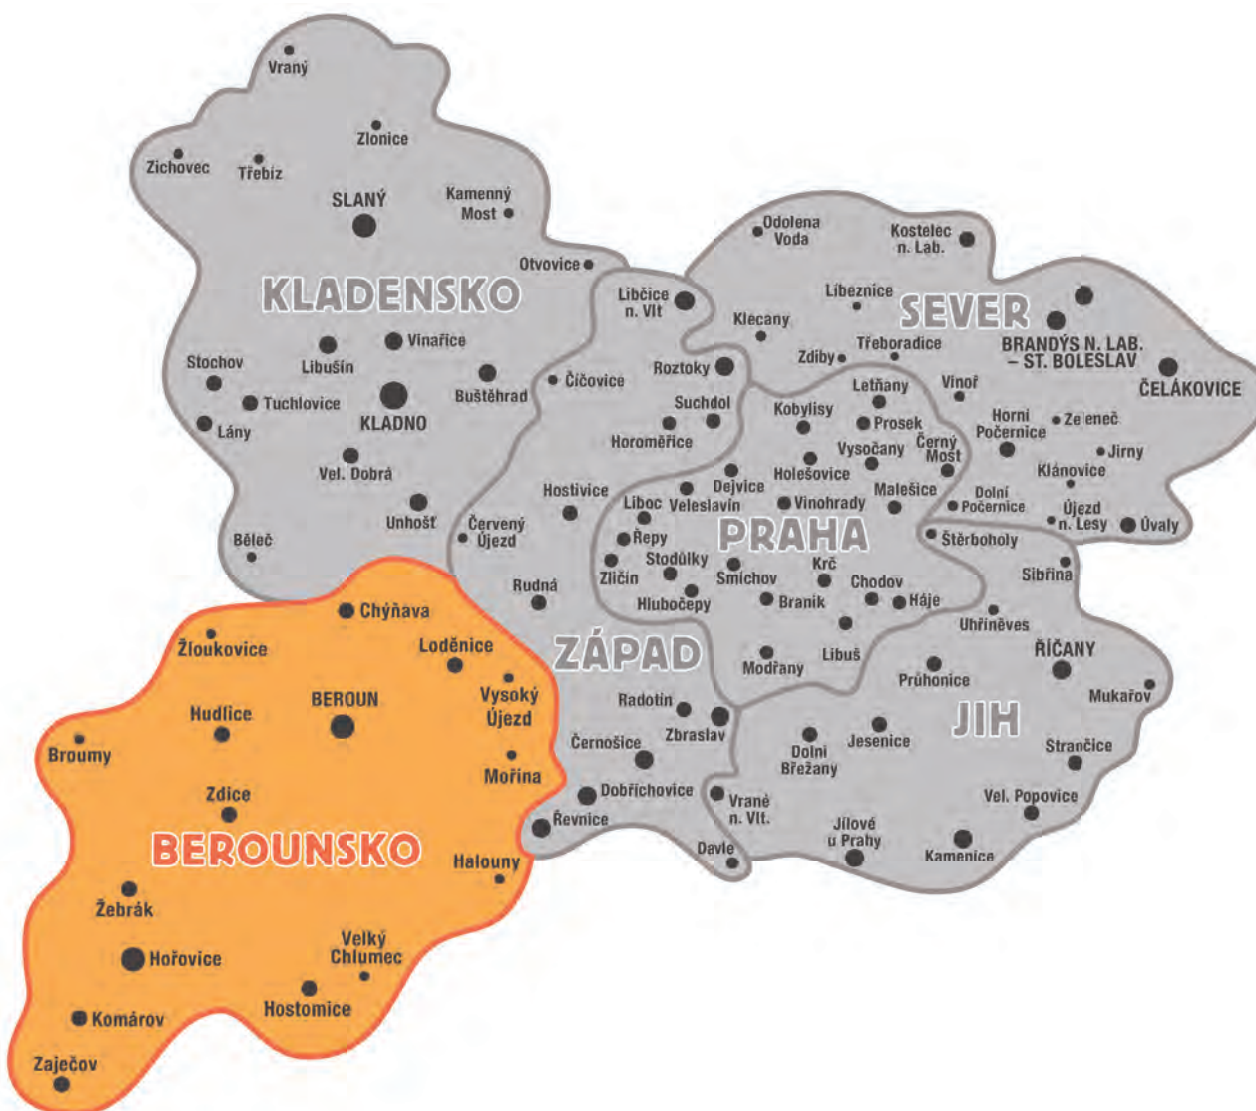 Vraný
Zlonice
Zichovec
Třebíz
SLANÝ
Kamenný
Most
Otvovice
KLADENSKO
Vinařice
Libušín
Stochov
Tuchlovice
Lány
KLADNO
Buštěhrad
Vel. Dobrá
Unhošť
Běleč
Odolena
Voda
Kostelec
n. Lab.
Líbeznice
SEVER
Klecany
Třeboradice
Zdiby
BRANDÝS N. LAB.
– ST. BOLESLAV
ČELÁKOVICE
Vinoř
Horní
Počernice
Ze eneč
Jirny
Klánovice
Dolní
Počernice
Újezd
n. Lesy
Úvaly
Libčice
n. Vlt
Roztoky
Číčovice
Suchdol
Horoměřice
Hostivice
Červený
Újezd
Rudná
ZÁPAD
Radotín
Zbraslav
Černošice
Dobřichovice
Řevnice
Vrané
n. Vlt.
Davle
Letňany
Kobylisy
Prosek
Vysočany
Černý
Most
Holešovice
Dejvice
Liboc
Veleslavín
Vinohrady
Malešice
PRAHA
Řepy
Stodůlky
Zličín
Smíchov
Krč
Chodov
Háje
Hlubočepy
Braník
Libuš
Modřany
Štěrboholy
Sibřina
Uhříněves
ŘÍČANY
Průhonice
Mukařov
JIH
Jesenice
Dolní
Břežany
Strančice
Vel. Popovice
Jílové
u Prahy
Kamenice
Chýňava
Žloukovice
Loděnice
Vysoký
Újezd
BEROUN
Hudlice
Broumy
Mořina
Zdice
BEROUNSKO
Halouny
Žebrák
Hořovice
Velký
Chlumec
Hostomice
Komárov
Zaječov